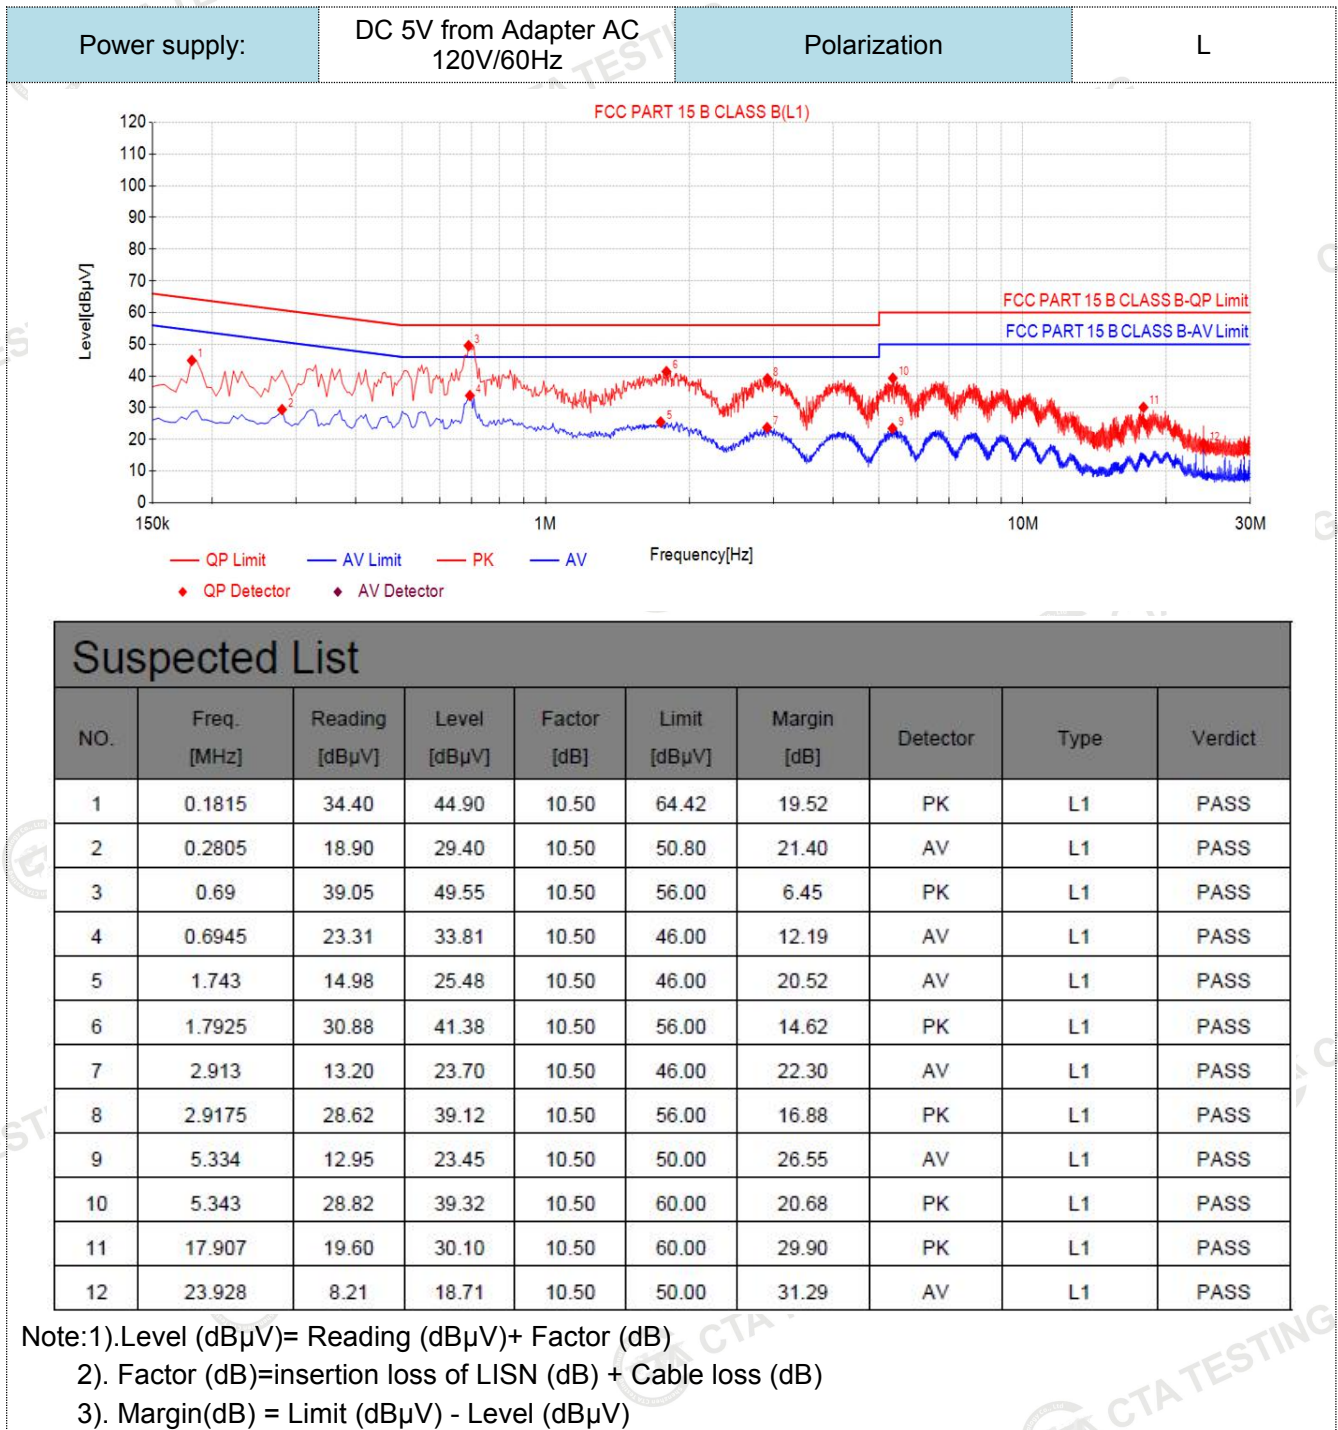 Power supply: DC 5V from Adapter AC 120V/60Hz Polarization L
FCC PART 15 B CLASS B(L1)
120
110
100
90
80
70
60
50
40
30
20
10
0
Level[dBµV]
FCC PART 15 B CLASS B-QP Limit
FCC PART 15 B CLASS B-AV Limit
1
2
3
4
5
6
7
8
9
10
11
12
150k 1M 10M 30M
Frequency[Hz]
QP Limit AV Limit PK AV
QP Detector AV Detector
Suspected List
NO. Freq. [MHz] Reading [dBµV] Level [dBµV] Factor [dB] Limit [dBµV] Margin [dB] Detector Type Verdict
1 0.1815 34.40 44.90 10.50 64.42 19.52 PK L1 PASS
2 0.2805 18.90 29.40 10.50 50.80 21.40 AV L1 PASS
3 0.69 39.05 49.55 10.50 56.00 6.45 PK L1 PASS
4 0.6945 23.31 33.81 10.50 46.00 12.19 AV L1 PASS
5 1.743 14.98 25.48 10.50 46.00 20.52 AV L1 PASS
6 1.7925 30.88 41.38 10.50 56.00 14.62 PK L1 PASS
7 2.913 13.20 23.70 10.50 46.00 22.30 AV L1 PASS
8 2.9175 28.62 39.12 10.50 56.00 16.88 PK L1 PASS
9 5.334 12.95 23.45 10.50 50.00 26.55 AV L1 PASS
10 5.343 28.82 39.32 10.50 60.00 20.68 PK L1 PASS
11 17.907 19.60 30.10 10.50 60.00 29.90 PK L1 PASS
12 23.928 8.21 18.71 10.50 50.00 31.29 AV L1 PASS
Note:1).Level (dBµV)= Reading (dBµV)+ Factor (dB)
2). Factor (dB)=insertion loss of LISN (dB) + Cable loss (dB)
3). Margin(dB) = Limit (dBµV) - Level (dBµV)
CTA TESTING